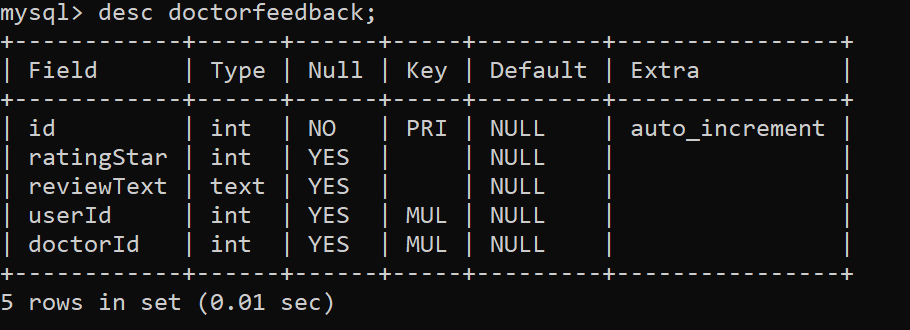 mysql> desc doctorfeedback;
+------------+------+------+-----+---------+----------------+
| Field      | Type | Null | Key | Default | Extra          |
+------------+------+------+-----+---------+----------------+
| id         | int  | NO   | PRI | NULL    | auto_increment |
| ratingStar | int  | YES  |     | NULL    |                |
| reviewText | text | YES  |     | NULL    |                |
| userId     | int  | YES  | MUL | NULL    |                |
| doctorId   | int  | YES  | MUL | NULL    |                |
+------------+------+------+-----+---------+----------------+
5 rows in set (0.01 sec)